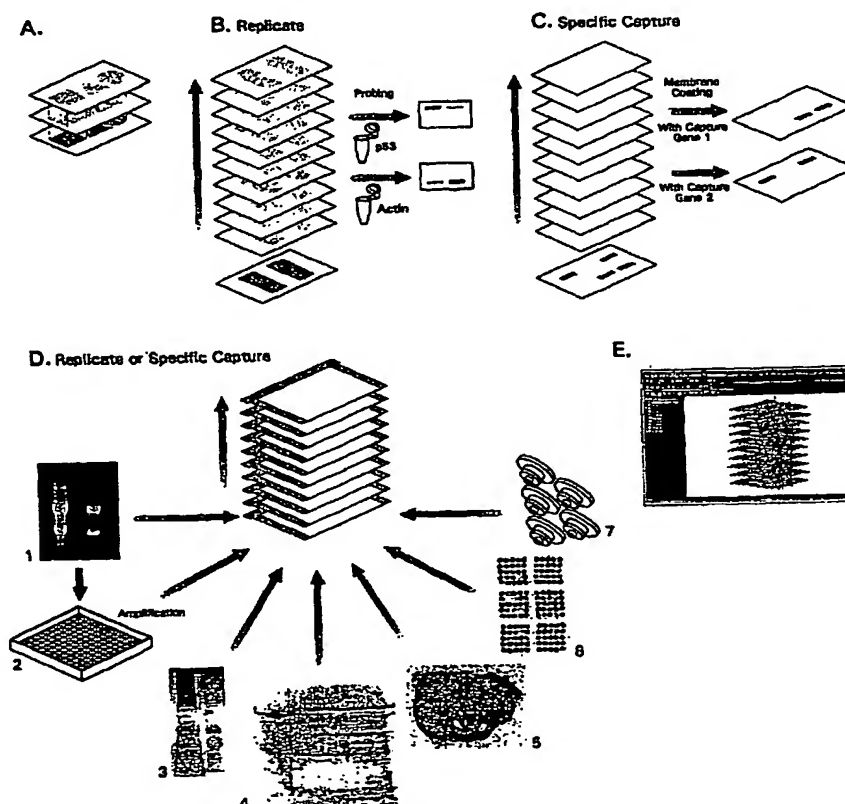 A.
B. Replicate
Probing
p53
Actin
C. Specific Capture
Membrane
Coating
With Capture
Gene 1
With Capture
Gene 2
D. Replicate or Specific Capture
1
Amplification
2
3
4
5
8
7
E.